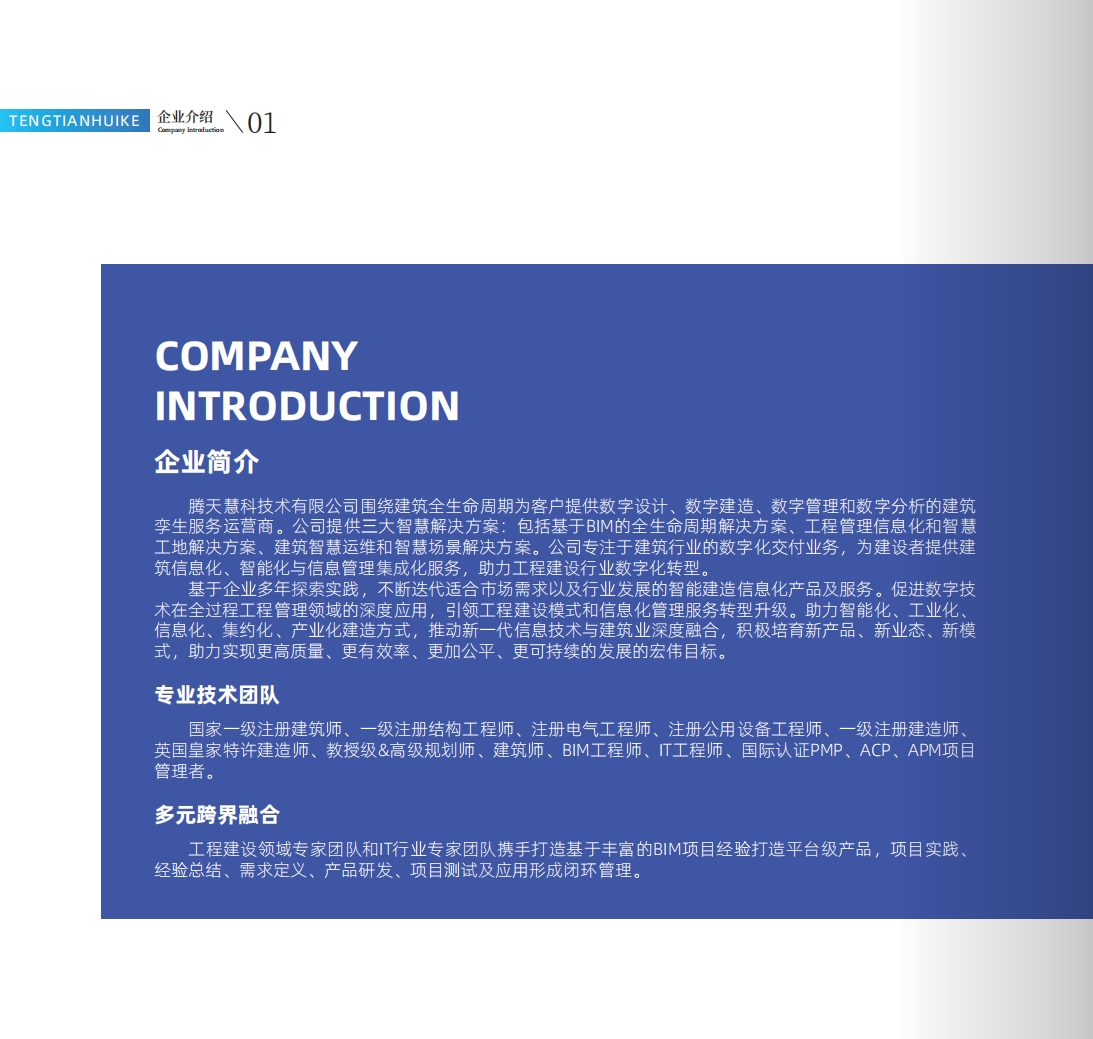 TENGTIANHUIKE
企业介绍
Company Introduction
01
COMPANY
INTRODUCTION
企业简介
腾天慧科技术有限公司围绕建筑全生命周期为客户提供数字设计、数字建造、数字管理和数字分析的建筑
孪生服务运营商。公司提供三大智慧解决方案：包括基于BIM的全生命周期解决方案、工程管理信息化和智慧
工地解决方案、建筑智慧运维和智慧场景解决方案。公司专注于建筑行业的数字化交付业务，为建设者提供建
筑信息化、智能化与信息管理集成化服务，助力工程建设行业数字化转型。
基于企业多年探索实践，不断迭代适合市场需求以及行业发展的智能建造信息化产品及服务。促进数字技
术在全过程工程管理领域的深度应用，引领工程建设模式和信息化管理服务转型升级。助力智能化、工业化、
信息化、集约化、产业化建造方式，推动新一代信息技术与建筑业深度融合，积极培育新产品、新业态、新模
式，助力实现更高质量、更有效率、更加公平、更可持续的发展的宏伟目标。
专业技术团队
国家一级注册建筑师、一级注册结构工程师、注册电气工程师、注册公用设备工程师、一级注册建造师、
英国皇家特许建造师、教授级&高级规划师、建筑师、BIM工程师、IT工程师、国际认证PMP、ACP、APM项目
管理者。
多元跨界融合
工程建设领域专家团队和IT行业专家团队携手打造基于丰富的BIM项目经验打造平台级产品，项目实践、
经验总结、需求定义、产品研发、项目测试及应用形成闭环管理。